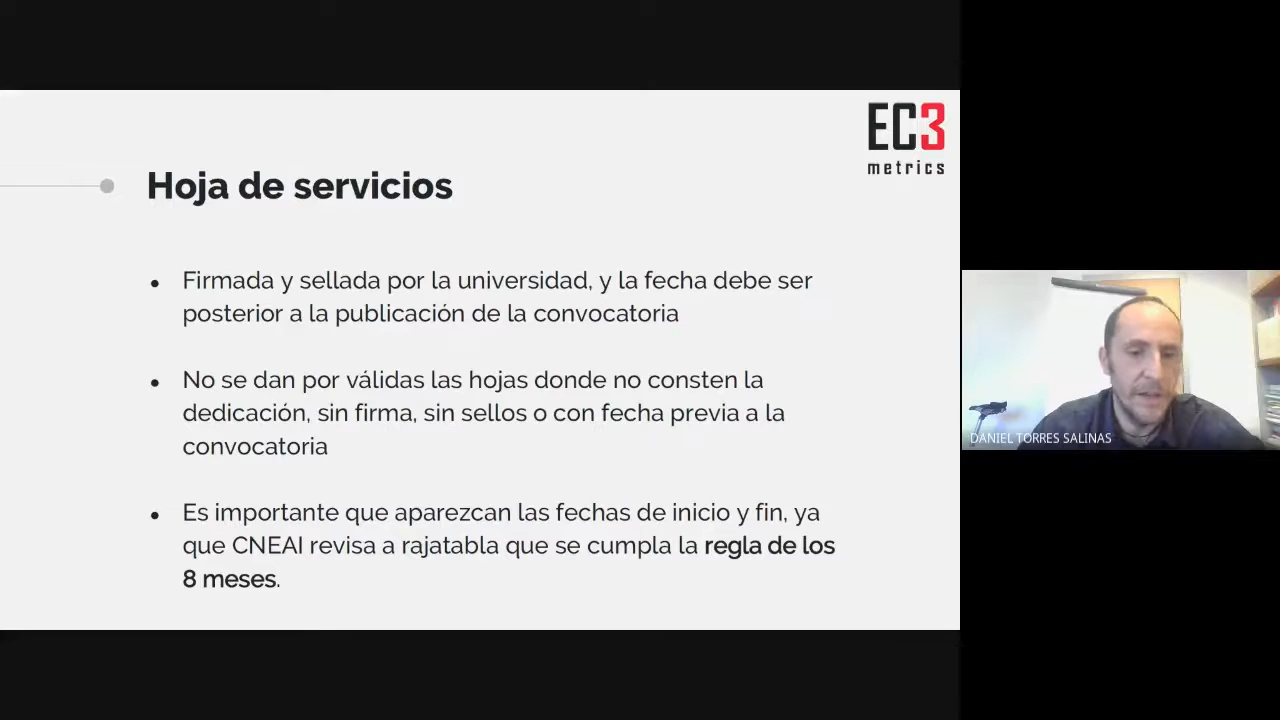 EC3
metrics
Hoja de servicios
• Firmada y sellada por la universidad, y la fecha debe ser
posterior a la publicación de la convocatoria
• No se dan por válidas las hojas donde no consten la
dedicación, sin firma, sin sellos o con fecha previa a la
convocatoria
• Es importante que aparezcan las fechas de inicio y fin, ya
que CNEAI revisa a rajatabla que se cumpla la regla de los
8 meses.
DANIEL TORRES SALINAS